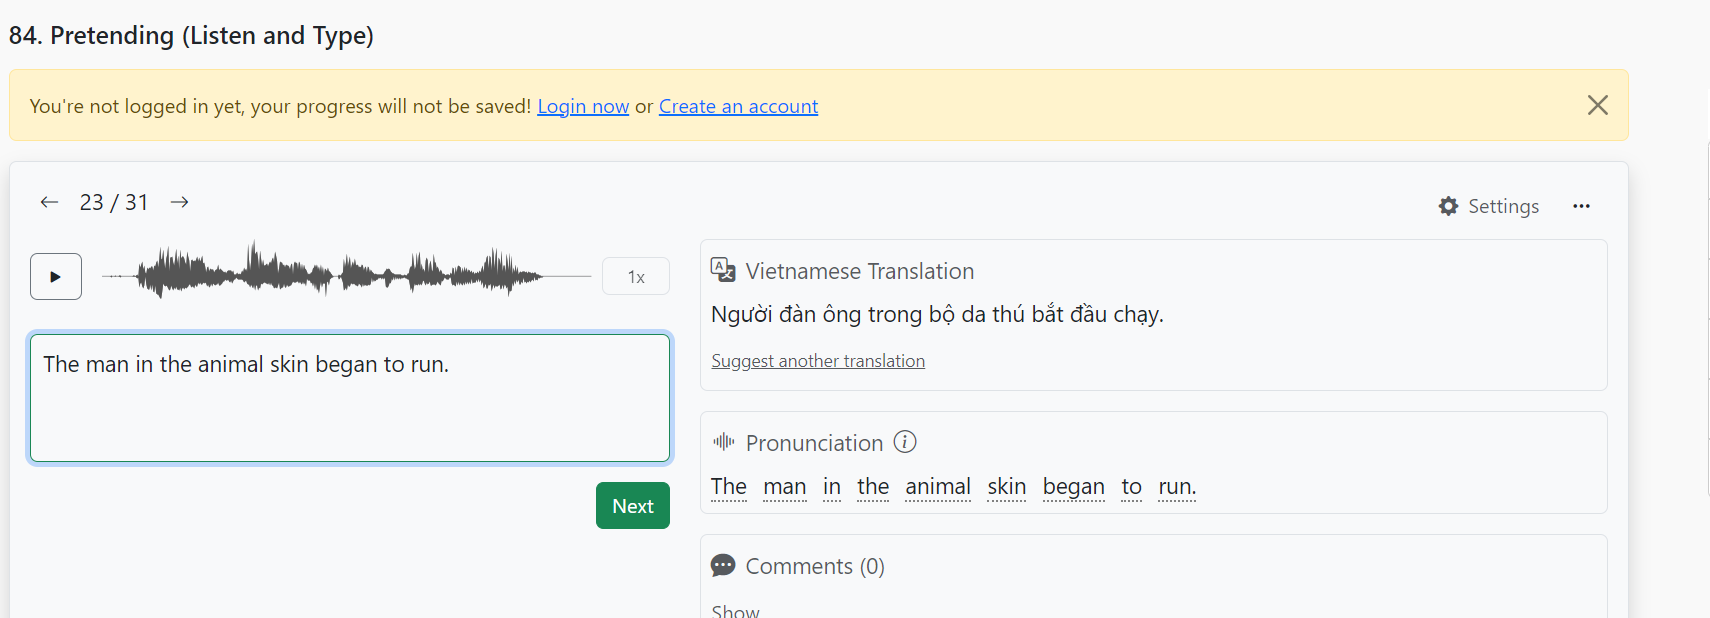 84. Pretending (Listen and Type)
You're not logged in yet, your progress will not be saved! Login now or Create an account
23 / 31
Settings
1x
The man in the animal skin began to run.
Next
Vietnamese Translation
Người đàn ông trong bộ da thú bắt đầu chạy.
Suggest another translation
Pronunciation
The man in the animal skin began to run.
Comments (0)
Show